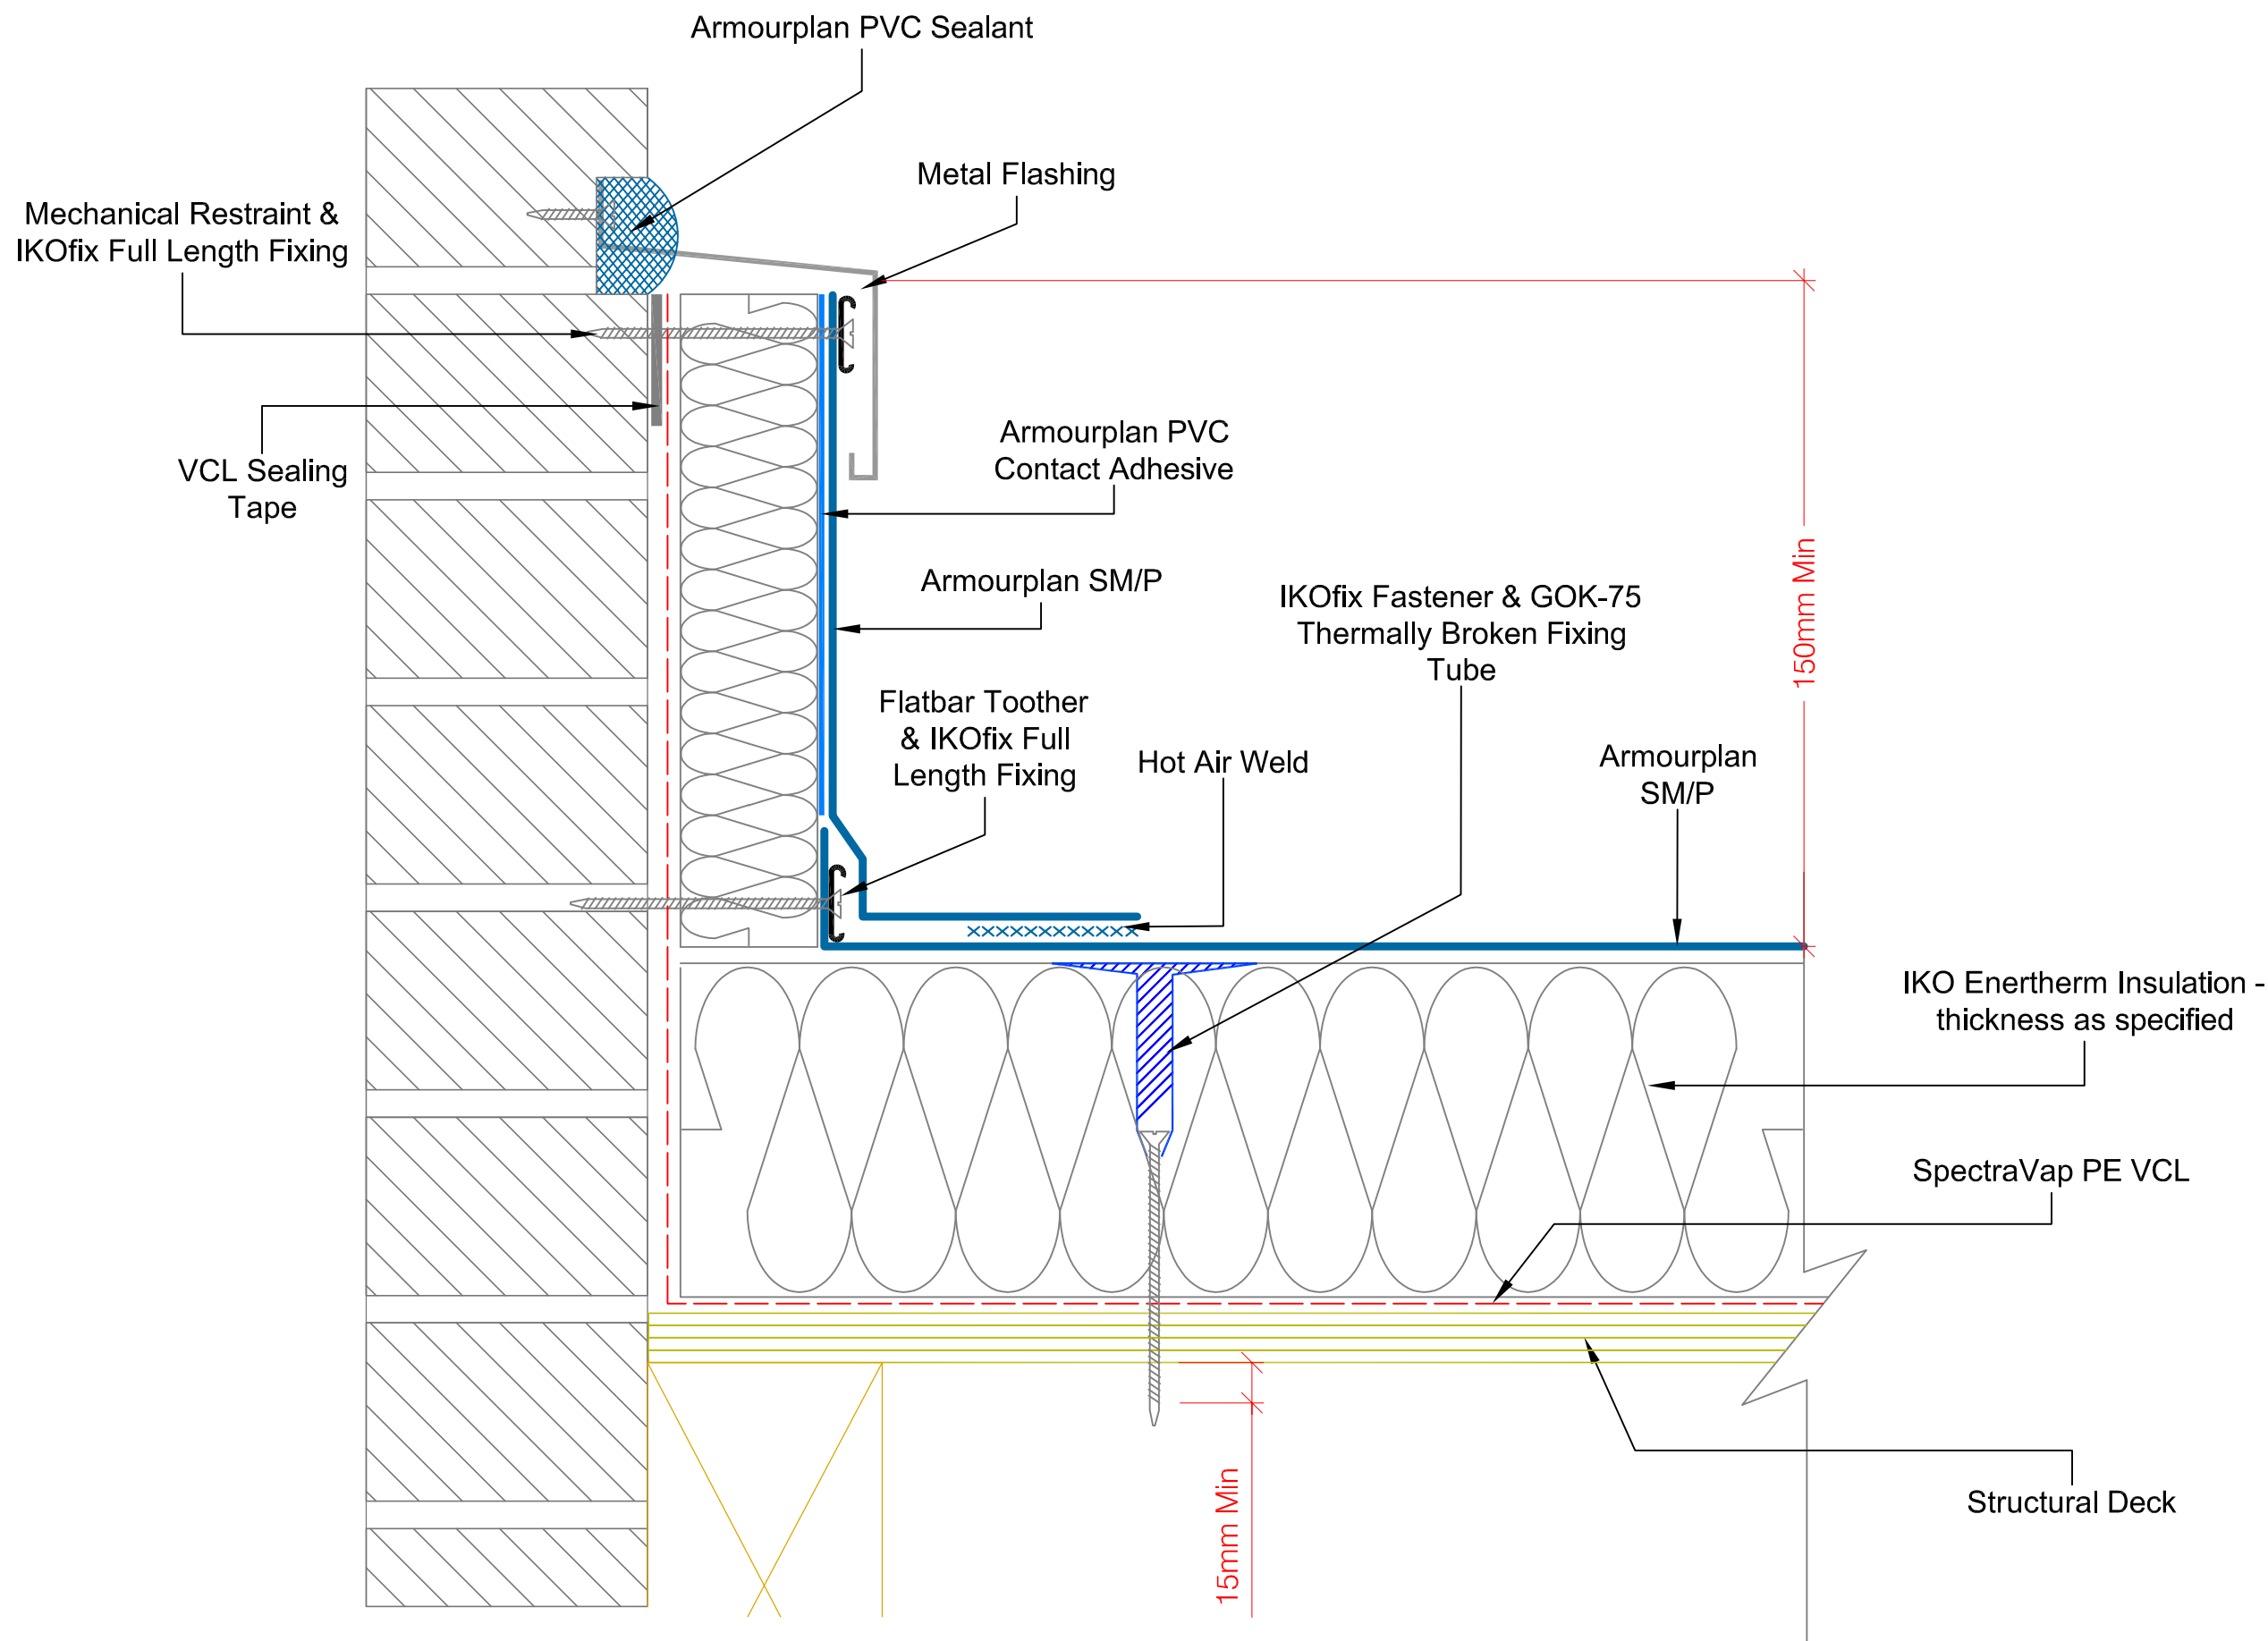 Armourplan PVC Sealant
Metal Flashing
Mechanical Restraint &
IKOfix Full Length Fixing
VCL Sealing
Tape
Armourplan PVC
Contact Adhesive
Armourplan SM/P
IKOfix Fastener & GOK-75
Thermally Broken Fixing
Tube
150mm Min
Flatbar Toother
& IKOfix Full
Length Fixing
Hot Air Weld
Armourplan
SM/P
IKO Enertherm Insulation -
thickness as specified
SpectraVap PE VCL
Structural Deck
15mm Min